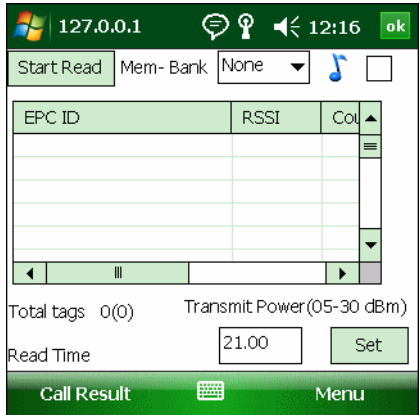 127.0.0.1 12:16 ok
Start Read Mem- Bank None
EPC ID RSSI Cou
Total tags 0(0) Transmit Power(05-30 dBm)
Read Time 21.00 Set
Call Result Menu